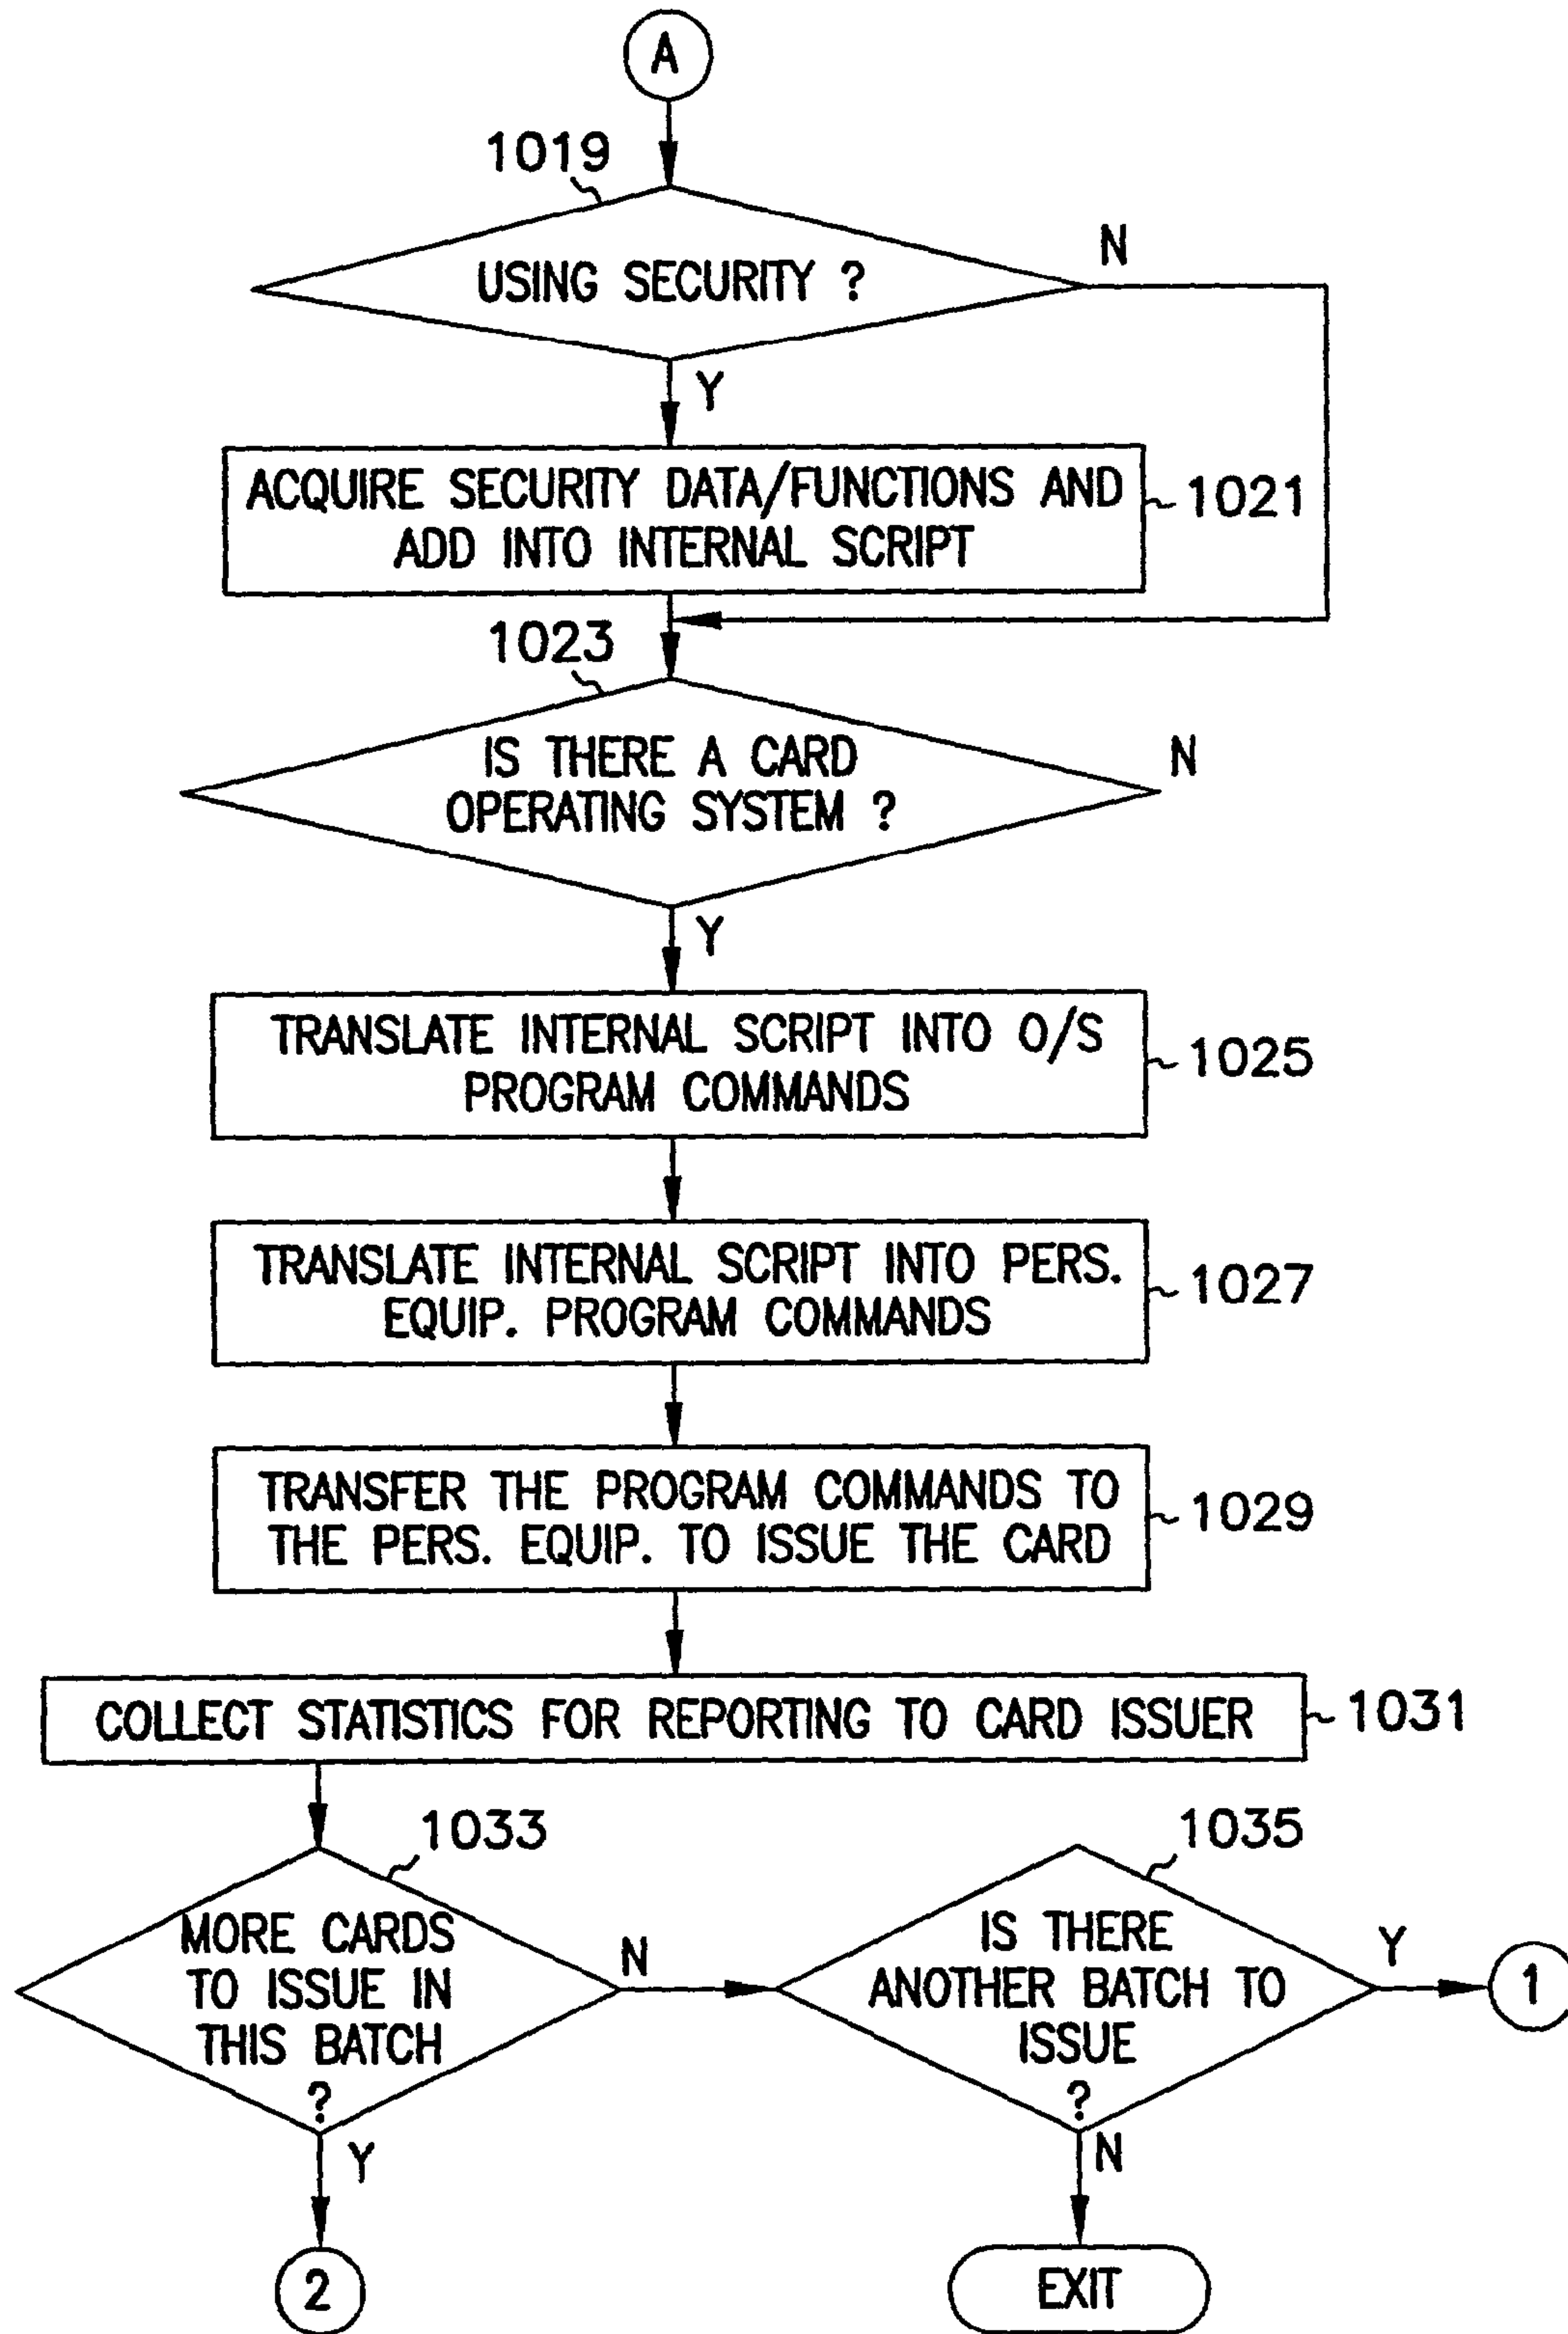 A
1019
USING SECURITY ?
N
Y
ACQUIRE SECURITY DATA/FUNCTIONS AND
ADD INTO INTERNAL SCRIPT
1021
1023
IS THERE A CARD
OPERATING SYSTEM ?
N
Y
TRANSLATE INTERNAL SCRIPT INTO O/S
PROGRAM COMMANDS
1025
TRANSLATE INTERNAL SCRIPT INTO PERS.
EQUIP. PROGRAM COMMANDS
1027
TRANSFER THE PROGRAM COMMANDS TO
THE PERS. EQUIP. TO ISSUE THE CARD
1029
COLLECT STATISTICS FOR REPORTING TO CARD ISSUER
1031
1033
MORE CARDS
TO ISSUE IN
THIS BATCH
?
N
Y
2
1035
IS THERE
ANOTHER BATCH TO
ISSUE
?
Y
1
N
EXIT